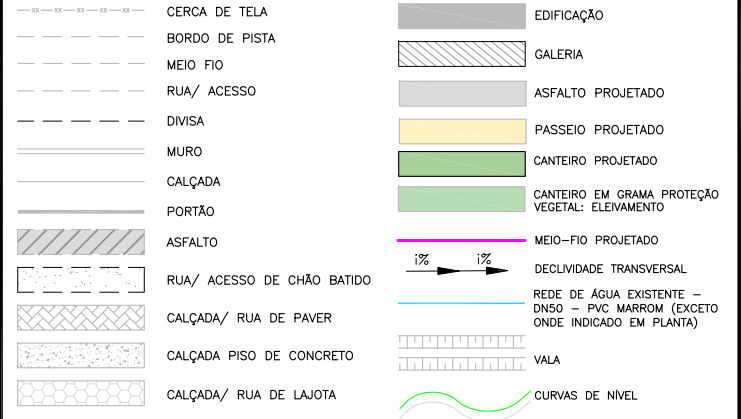 CERCA DE TELA
BORDO DE PISTA
MEIO FIO
RUA/ ACESSO
DIVISA
MURO
CALÇADA
PORTÃO
ASFALTO
RUA/ ACESSO DE CHÃO BATIDO
CALÇADA/ RUA DE PAVER
CALÇADA PISO DE CONCRETO
CALÇADA/ RUA DE LAJOTA
EDIFICAÇÃO
GALERIA
ASFALTO PROJETADO
PASSEIO PROJETADO
CANTEIRO PROJETADO
CANTEIRO EM GRAMA PROTEÇÃO
VEGETAL: ELEIVAMENTO
MEIO-FIO PROJETADO
i% i%
DECLIVIDADE TRANSVERSAL
REDE DE ÁGUA EXISTENTE –
DN50 – PVC MARROM (EXCETO
ONDE INDICADO EM PLANTA)
VALA
CURVAS DE NÍVEL